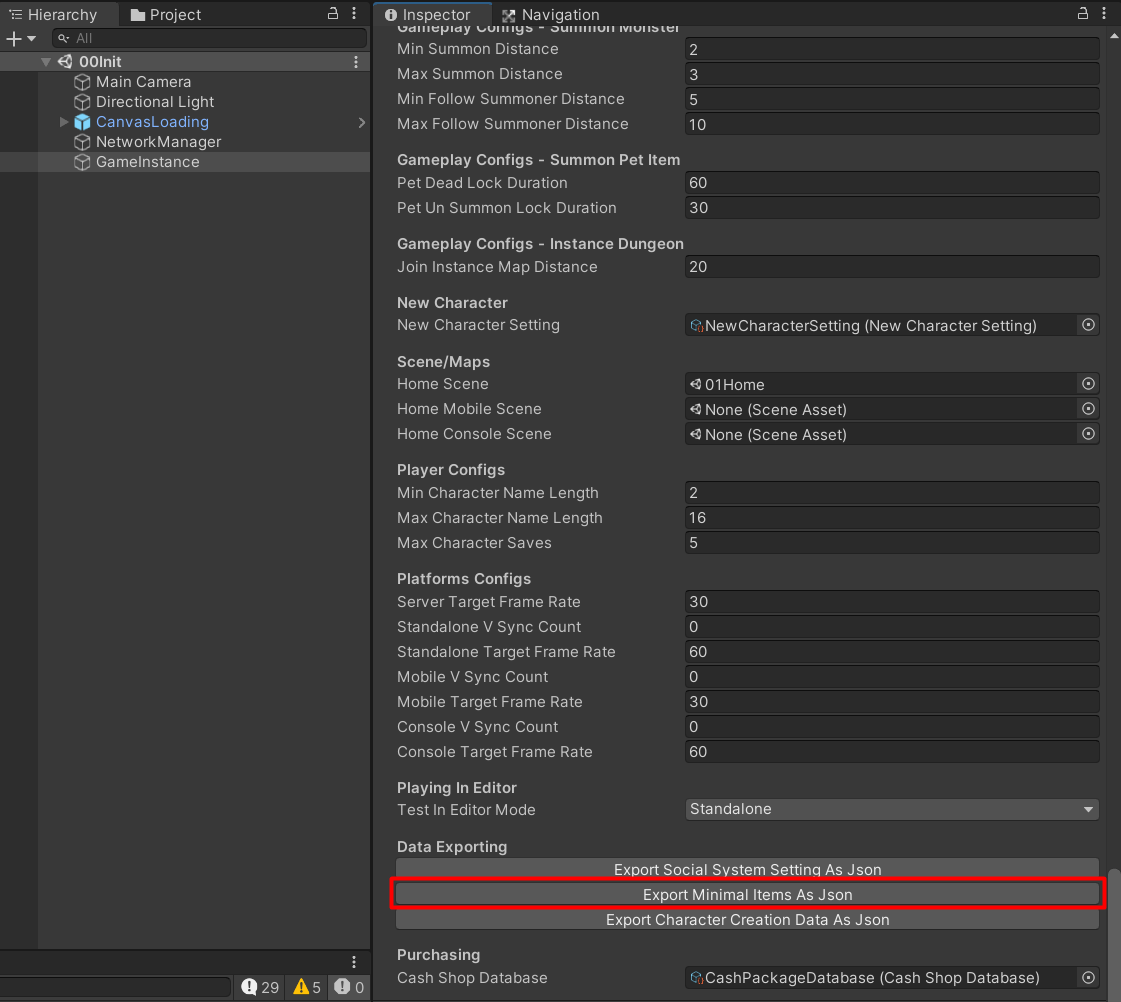 Hierarchy
Project
All
00Init
Main Camera
Directional Light
CanvasLoading
NetworkManager
GameInstance
29
5
0
Inspector
Navigation
Gameplay Configs - Summon Monster
Min Summon Distance 2
Max Summon Distance 3
Min Follow Summoner Distance 5
Max Follow Summoner Distance 10
Gameplay Configs - Summon Pet Item
Pet Dead Lock Duration 60
Pet Un Summon Lock Duration 30
Gameplay Configs - Instance Dungeon
Join Instance Map Distance 20
New Character
New Character Setting NewCharacterSetting (New Character Setting)
Scene/Maps
Home Scene 01Home
Home Mobile Scene None (Scene Asset)
Home Console Scene None (Scene Asset)
Player Configs
Min Character Name Length 2
Max Character Name Length 16
Max Character Saves 5
Platforms Configs
Server Target Frame Rate 30
Standalone V Sync Count 0
Standalone Target Frame Rate 60
Mobile V Sync Count 0
Mobile Target Frame Rate 30
Console V Sync Count 0
Console Target Frame Rate 60
Playing In Editor
Test In Editor Mode Standalone
Data Exporting
Export Social System Setting As Json
Export Minimal Items As Json
Export Character Creation Data As Json
Purchasing
Cash Shop Database CashPackageDatabase (Cash Shop Database)